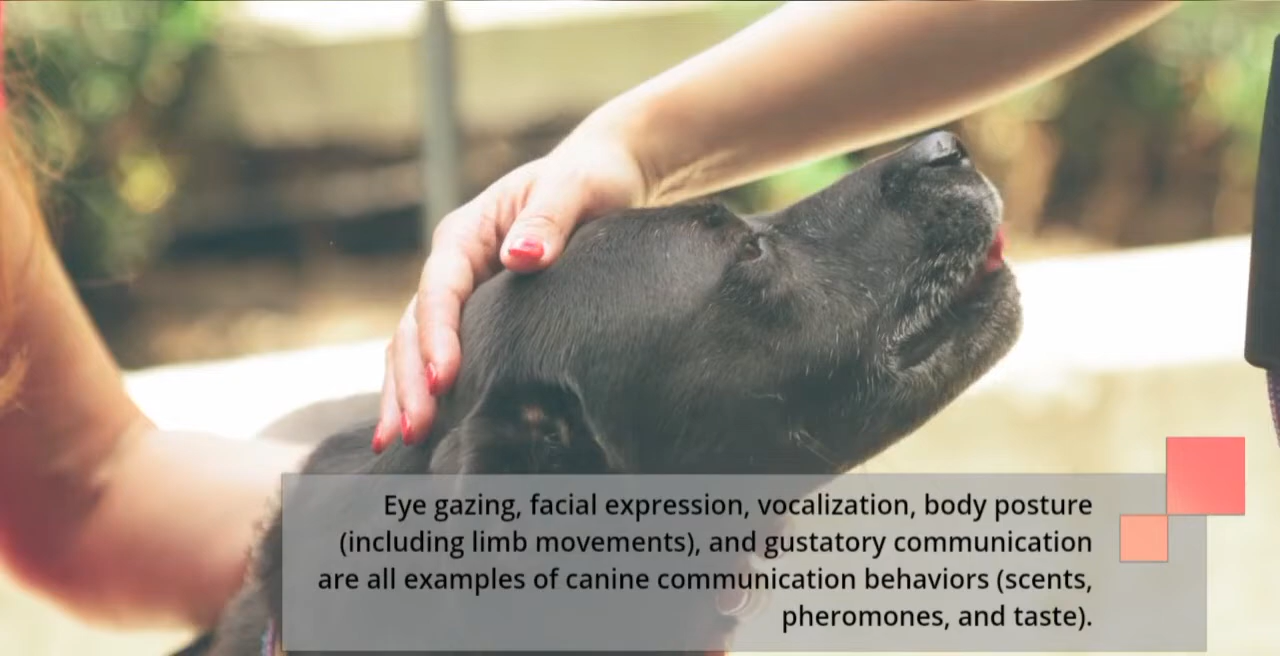 Eye gazing, facial expression, vocalization, body posture
(including limb movements), and gustatory communication
are all examples of canine communication behaviors (scents,
pheromones, and taste).